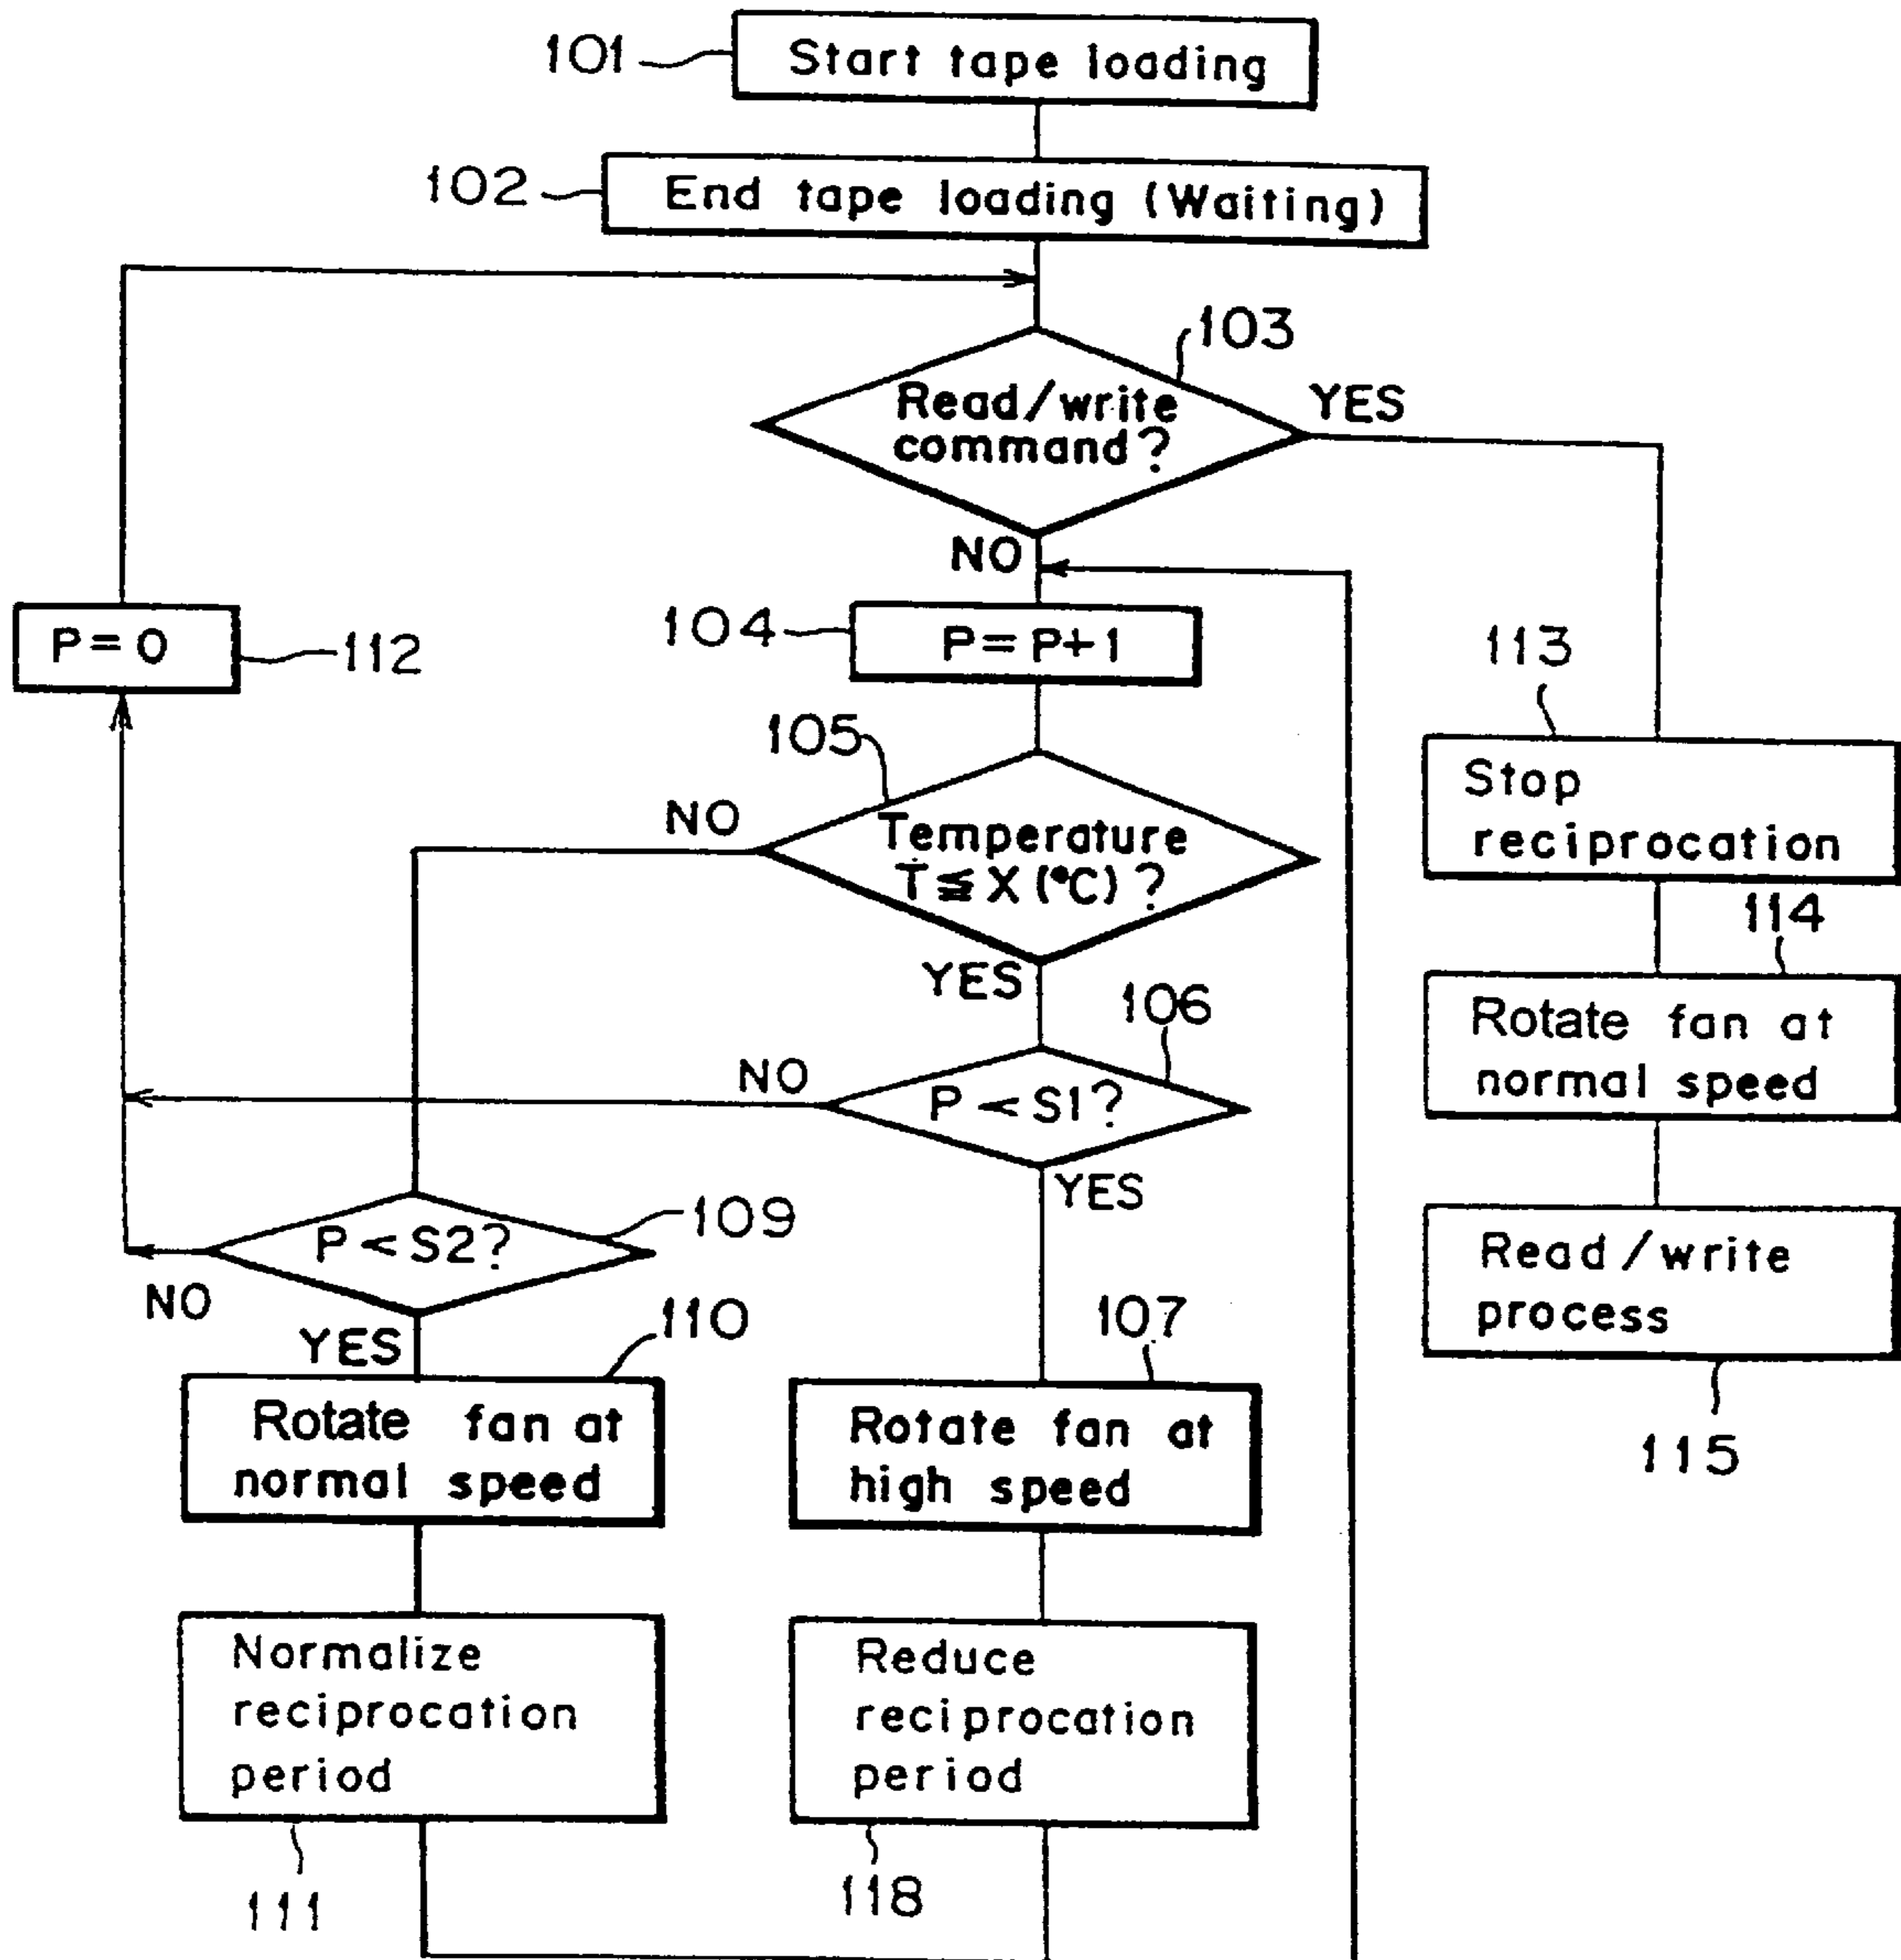 101
Start tape loading
102
End tape loading (Waiting)
103
Read/write
command?
YES
NO
P=0
112
104
P=P+1
113
105
NO
Temperature
T≦X(°C)?
Stop
reciprocation
YES
114
106
Rotate fan at
normal speed
NO
P<S1?
YES
109
P<S2?
Read/write
process
NO
110
107
YES
115
Rotate fan at
normal speed
Rotate fan at
high speed
Normalize
reciprocation
period
Reduce
reciprocation
period
111
118